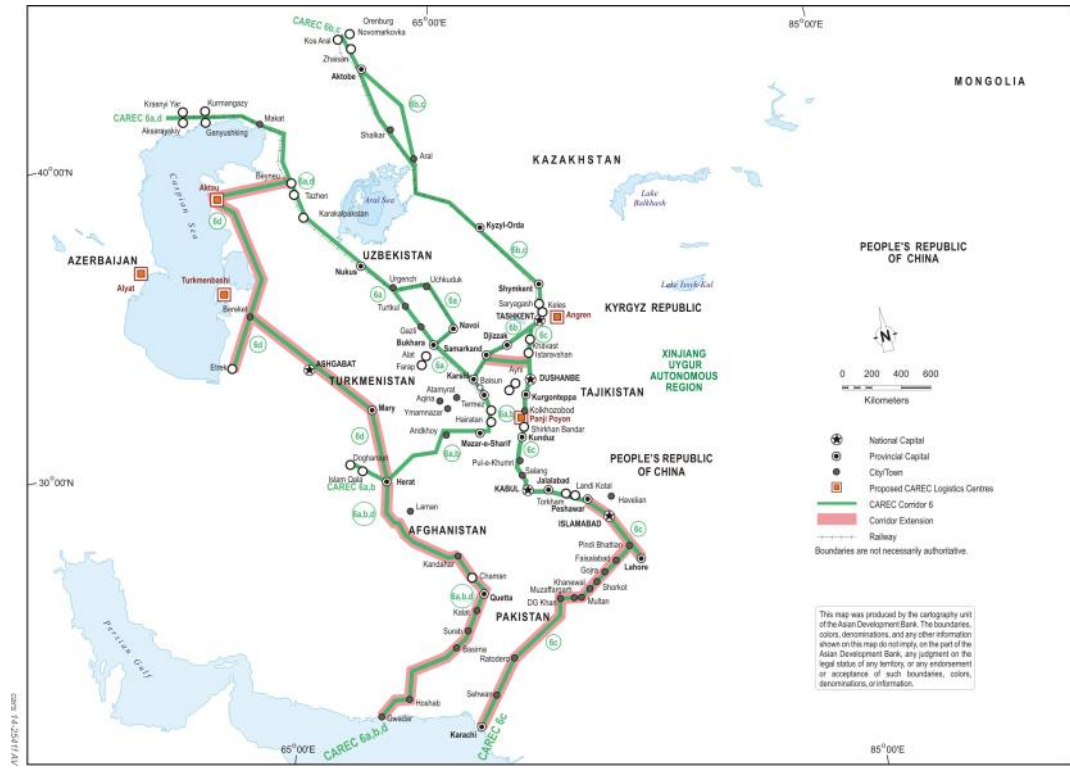 65°00'E
85°00'E
CAREC 6b,c
Orenburg
Novomarkovka
Kos Aral
Zhaisan
Aktobe
MONGOLIA
6b,c
Krasnyi Yar
Kurmangazy
CAREC 6a,d
Makat
Aksarayskiy
Ganyushking
Shalkar
Aral
KAZAKHSTAN
40°00'N
Beyneu
6a,d
Aktau
Tazhen
Caspian Sea
Aral Sea
Lake
Balkhash
6d
Karakalpakstan
Kyzyl-Orda
6b,c
PEOPLE'S REPUBLIC
OF CHINA
AZERBAIJAN
UZBEKISTAN
Alyat
Turkmenbashi
Nukus
Urgench
Uchkuduk
Shymkent
Lake Issyk-Kul
6a
6a
Saryagash
Keles
KYRGYZ REPUBLIC
Bereket
Turtkul
TASHKENT
Angren
N
Gazli
Navoi
Djizzak
6b
6c
6d
Bukhara
Samarkand
Khavast
Istaravshan
Alat
Farap
6a
XINJIANG
UYGUR
AUTONOMOUS
REGION
0 200 400 600
Kilometers
Etrek
ASHGABAT
Karshi
Ayni
DUSHANBE
TURKMENISTAN
Baisun
TAJIKISTAN
Atamyrat
Aqina
Termez
Kurgonteppa
Mary
Ymamnazar
Hairatan
6a,b
Kolkhozobod
Panji Poyon
Andkhoy
Shirkhan Bandar
6d
Mazar-e-Sharif
Kunduz
National Capital
Provincial Capital
City/Town
Proposed CAREC Logistics Centres
CAREC Corridor 6
Corridor Extension
Railway
Boundaries are not necessarily authoritative.
6a,b
6c
PEOPLE'S REPUBLIC
OF CHINA
Dogharoun
Pul-e-Khumri
Salang
Islam Qala
30°00'N
CAREC 6a,b
Herat
KABUL
Jalalabad
Landi Kotal
Torkham
Havelian
Peshawar
6a,b,d
Laman
ISLAMABAD
AFGHANISTAN
6c
Pindi Bhattian
Kandahar
Faisalabad
Lahore
Chaman
Gojra
Khanewal
Shorkot
6a,b,d
Quetta
Muzaffargarh
DG Khan
Multan
Kalat
PAKISTAN
Surab
6c
Basima
Ratodero
Persian Gulf
Hoshab
Sehwan
Gwadar
Karachi
CAREC 6a,b,d
CAREC 6c
65°00'E
85°00'E
This map was produced by the cartography unit
of the Asian Development Bank. The boundaries,
colors, denominations, and any other information
shown on this map do not imply, on the part of the
Asian Development Bank, any judgment on the
legal status of any territory, or any endorsement
or acceptance of such boundaries, colors,
denominations, or information.
cars 14-2541f AV